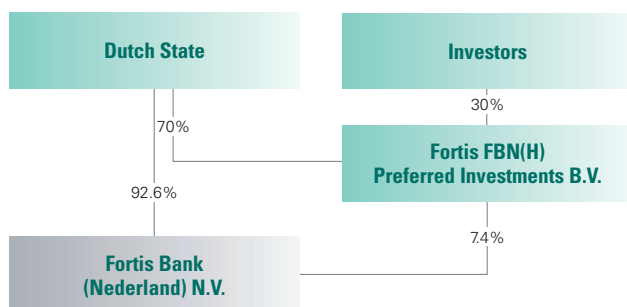 Dutch State
Investors
30%
70%
Fortis FBN(H)
Preferred Investments B.V.
92.6%
7.4%
Fortis Bank
(Nederland) N.V.